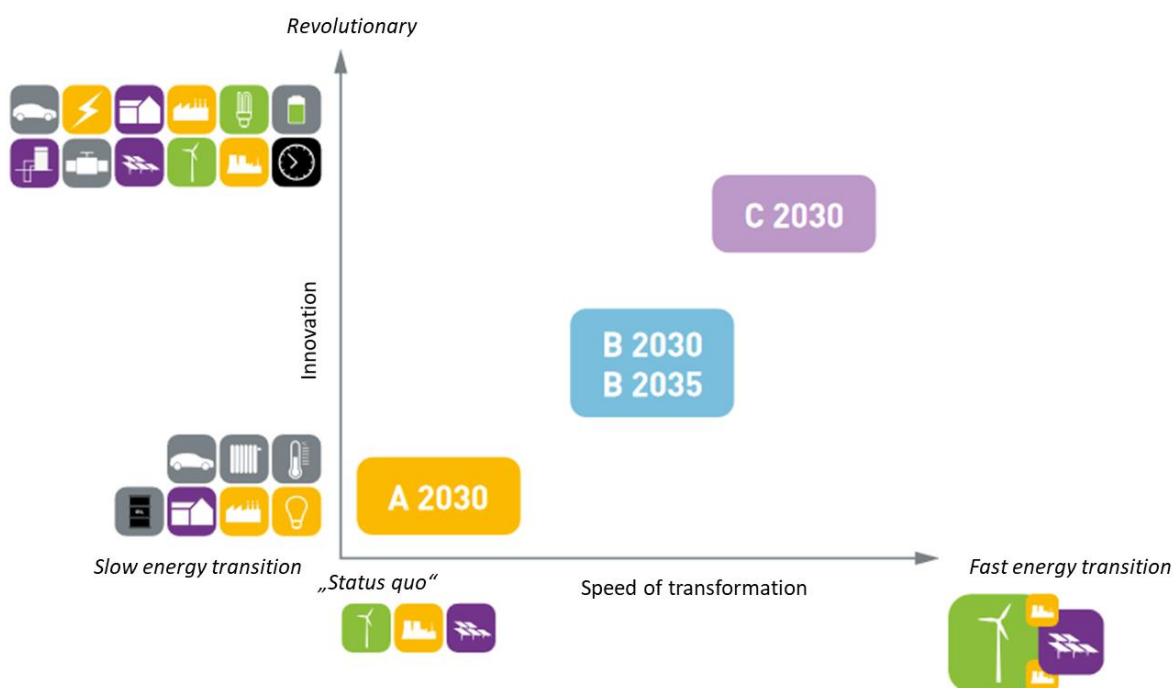 Revolutionary
C 2030
Innovation
B 2030
B 2035
A 2030
Slow energy transition
„Status quo“
Speed of transformation
Fast energy transition